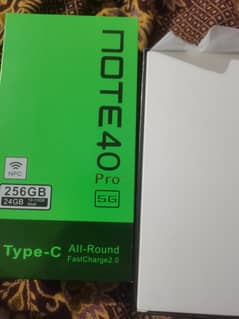 NOTE40
Pro
5G
NFC
256GB
24GB
Type-C
All-Round
FastCharge2.0